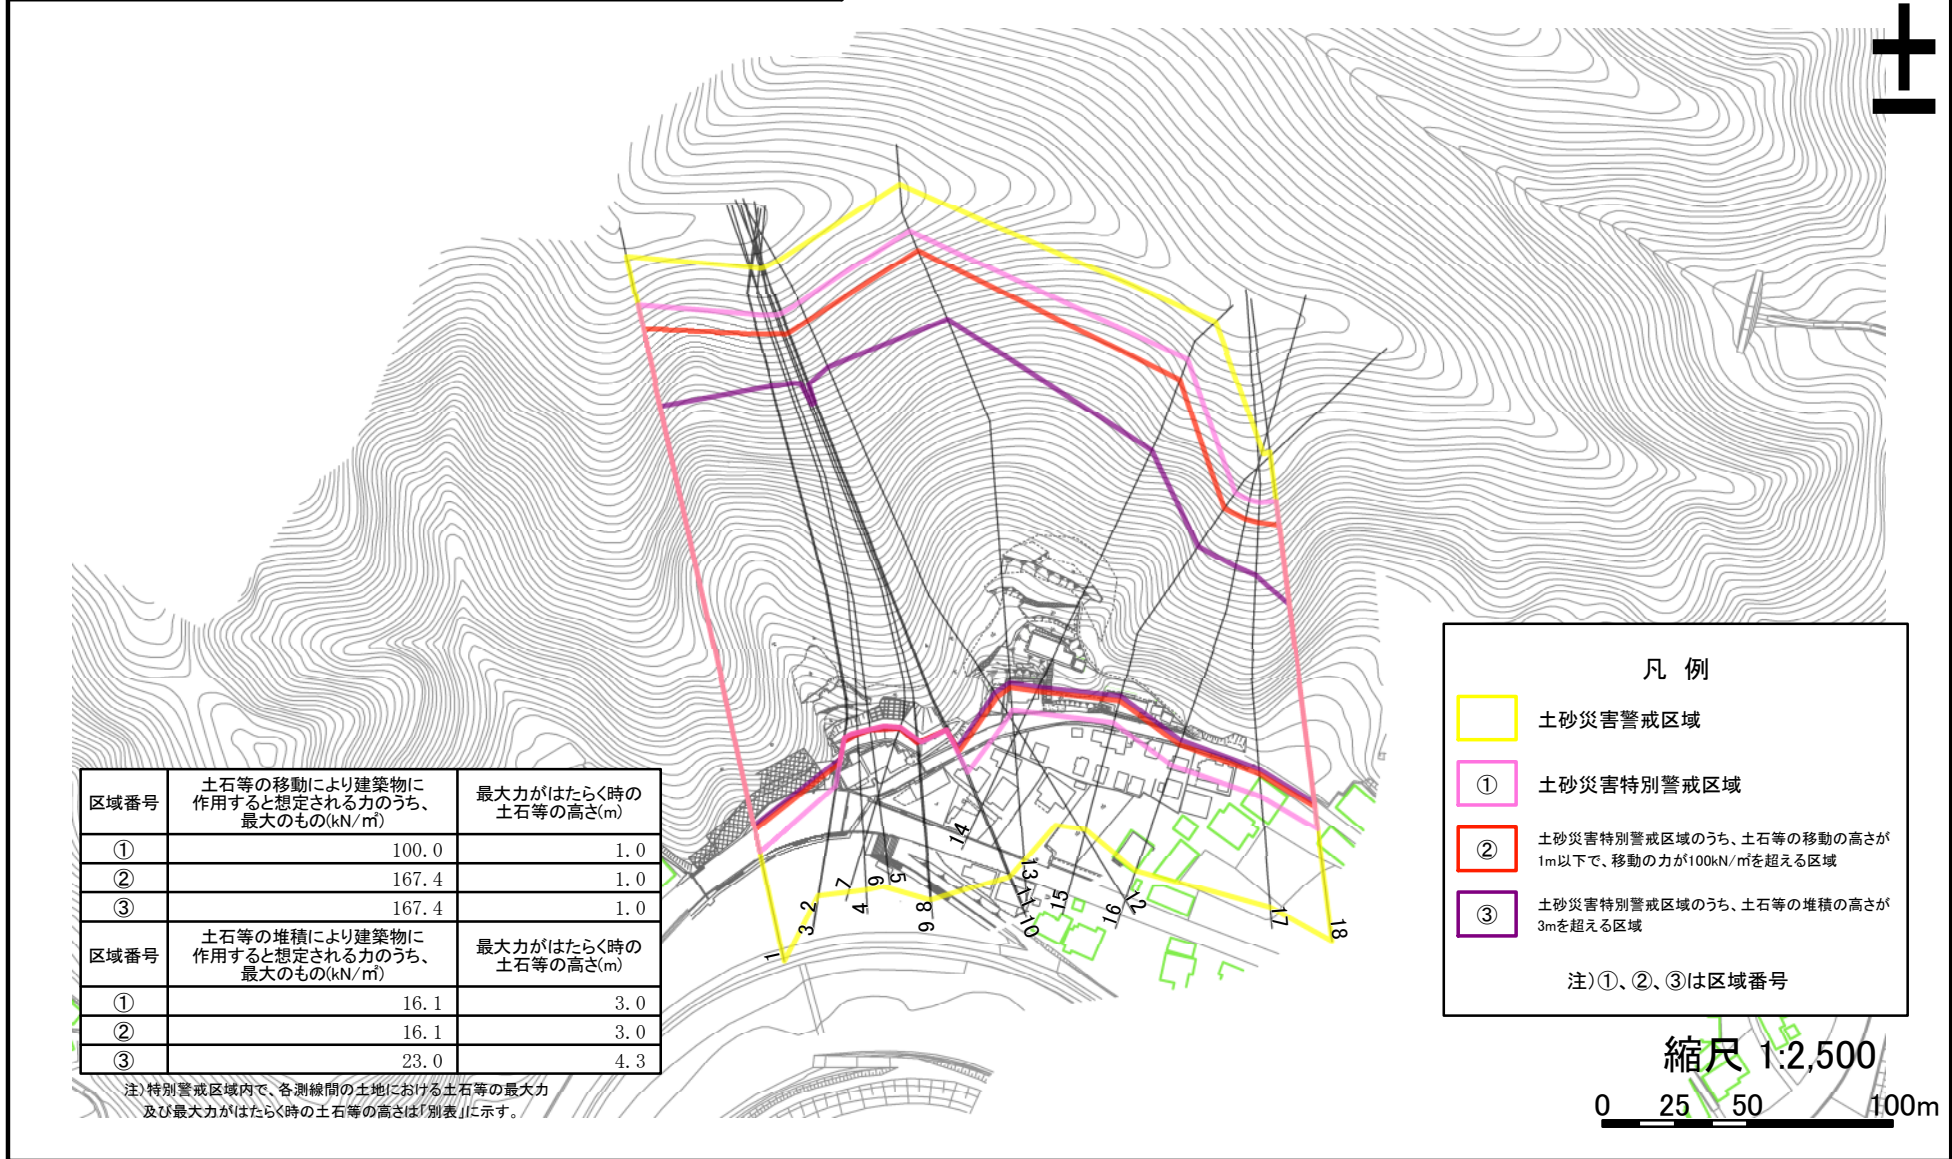 1
2
3
7
4
6
5
8
9
14
13
11
10
15
16
12
17
18
区域番号
土石等の移動により建築物に
作用すると想定される力のうち、
最大のもの(kN/㎡)
最大力がはたらく時の
土石等の高さ(m)
① 100.0 1.0
② 167.4 1.0
③ 167.4 1.0
区域番号
土石等の堆積により建築物に
作用すると想定される力のうち、
最大のもの(kN/㎡)
最大力がはたらく時の
土石等の高さ(m)
① 16.1 3.0
② 16.1 3.0
③ 23.0 4.3
注)特別警戒区域内で、各測線間の土地における土石等の最大力
及び最大力がはたらく時の土石等の高さは「別表」に示す。
凡 例
土砂災害警戒区域
① 土砂災害特別警戒区域
② 土砂災害特別警戒区域のうち、土石等の移動の高さが
1m以下で、移動の力が100kN/㎡を超える区域
③ 土砂災害特別警戒区域のうち、土石等の堆積の高さが
3mを超える区域
注)①、②、③は区域番号
縮尺 1:2,500
0 25 50 100m